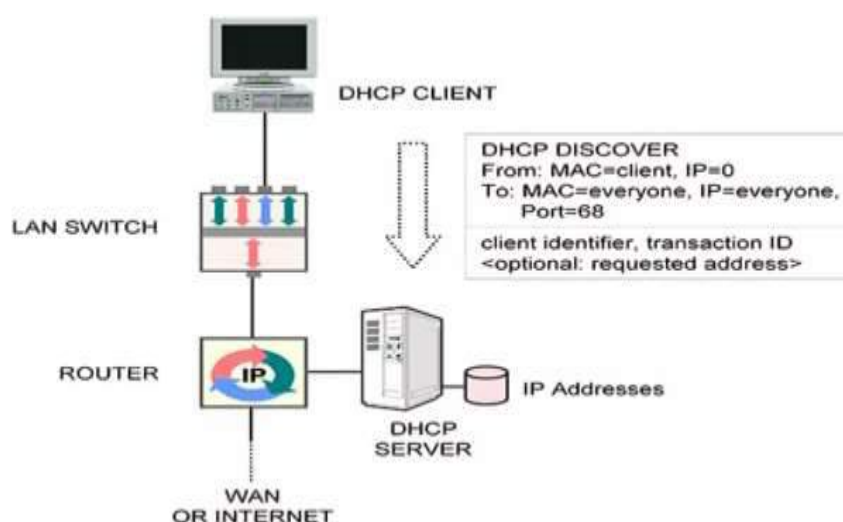 DHCP CLIENT
DHCP DISCOVER
From: MAC=client, IP=0
To: MAC=everyone, IP=everyone,
Port=68
client identifier, transaction ID
<optional: requested address>
LAN SWITCH
ROUTER
IP
IP Addresses
DHCP
SERVER
WAN
OR INTERNET